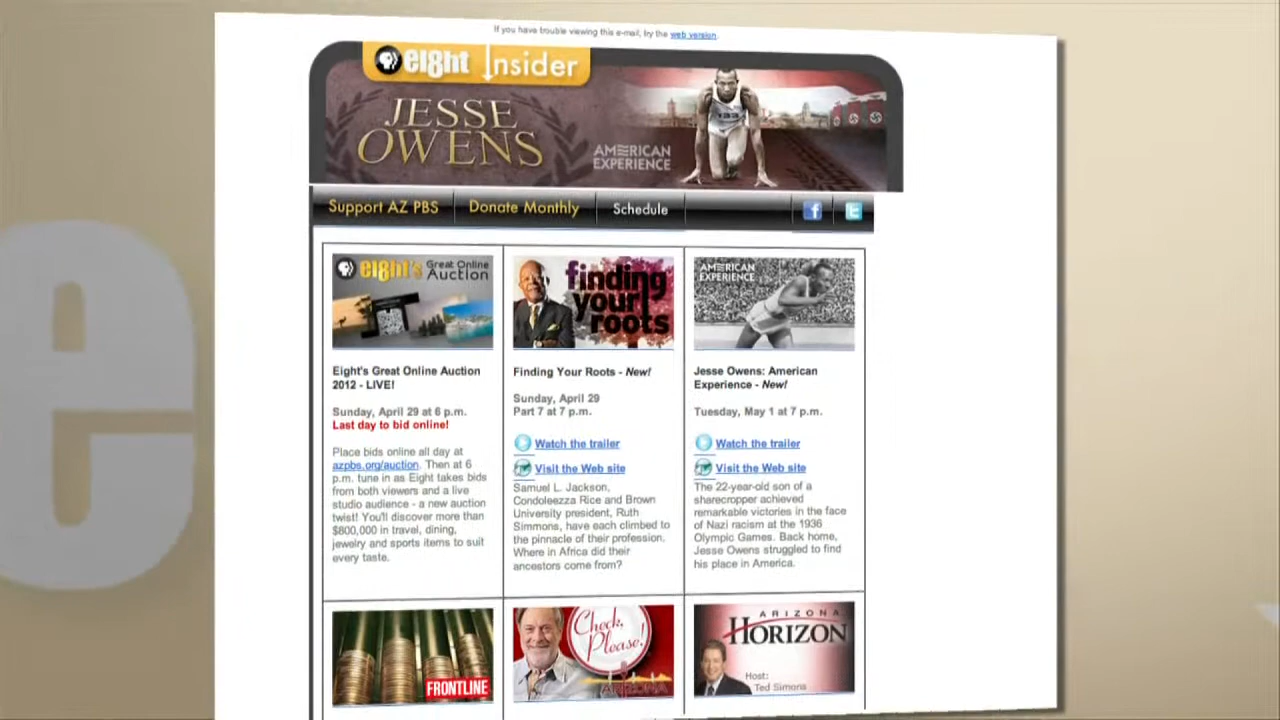 If you have trouble viewing this e-mail, try the web version.
ei8ht Insider
JESSE
OWENS
AMERICAN
EXPERIENCE
133
Support AZ PBS
Donate Monthly
Schedule
ei8ht's Great Online
Auction
finding
your
roots
AMERICAN
EXPERIENCE
Eight's Great Online Auction
2012 - LIVE!
Sunday, April 29 at 6 p.m.
Last day to bid online!
Place bids online all day at
azpbs.org/auction. Then at 6
p.m. tune in as Eight takes bids
from both viewers and a live
studio audience - a new auction
twist! You'll discover more than
$800,000 in travel, dining,
jewelry and sports items to suit
every taste.
Finding Your Roots - New!
Sunday, April 29
Part 7 at 7 p.m.
Watch the trailer
Visit the Web site
Samuel L. Jackson,
Condoleezza Rice and Brown
University president, Ruth
Simmons, have each climbed to
the pinnacle of their profession.
Where in Africa did their
ancestors come from?
Jesse Owens: American
Experience - New!
Tuesday, May 1 at 7 p.m.
Watch the trailer
Visit the Web site
The 22-year-old son of a
sharecropper achieved
remarkable victories in the face
of Nazi racism at the 1936
Olympic Games. Back home,
Jesse Owens struggled to find
his place in America.
FRONTLINE
Check,
Please!
ARIZONA
ARIZONA
HORIZON
Host:
Ted Simons
e